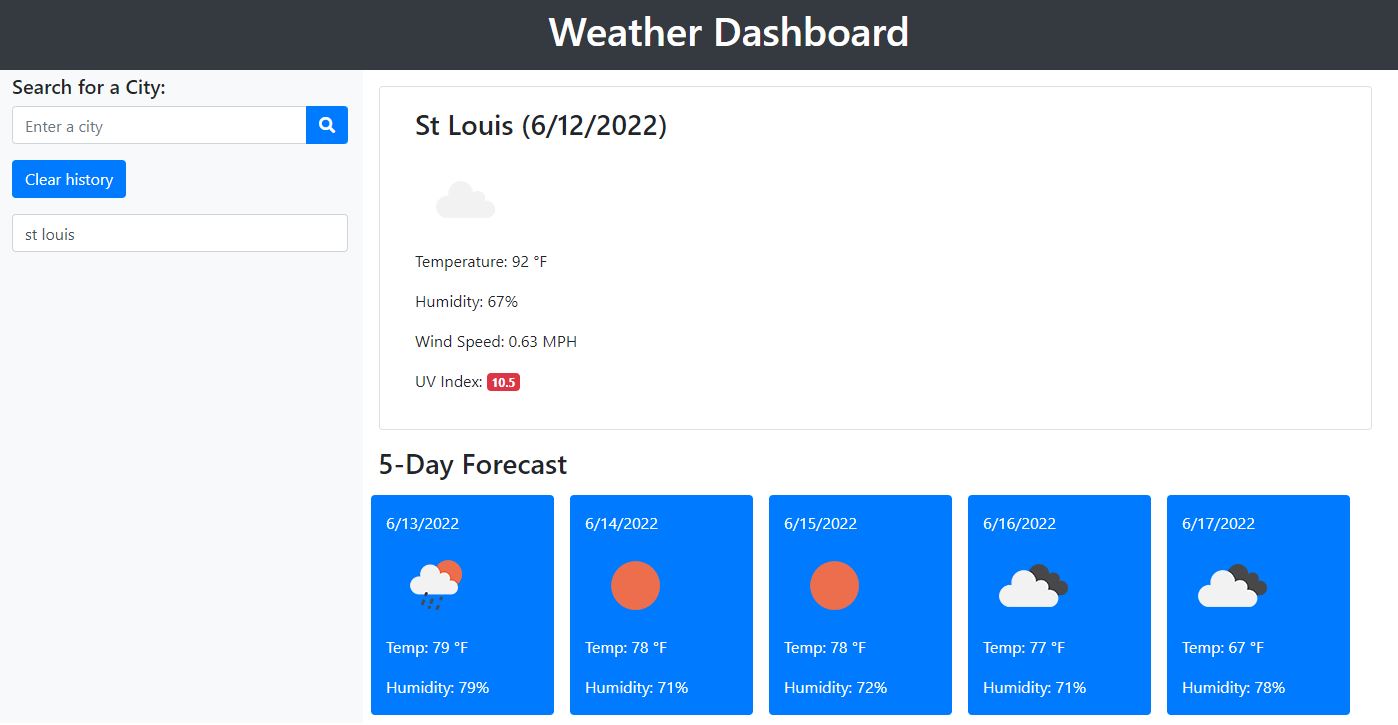 Weather Dashboard
Search for a City:
Enter a city
Clear history
st louis
St Louis (6/12/2022)
Temperature: 92 °F
Humidity: 67%
Wind Speed: 0.63 MPH
UV Index: 10.5
5-Day Forecast
6/13/2022
Temp: 79 °F
Humidity: 79%
6/14/2022
Temp: 78 °F
Humidity: 71%
6/15/2022
Temp: 78 °F
Humidity: 72%
6/16/2022
Temp: 77 °F
Humidity: 71%
6/17/2022
Temp: 67 °F
Humidity: 78%